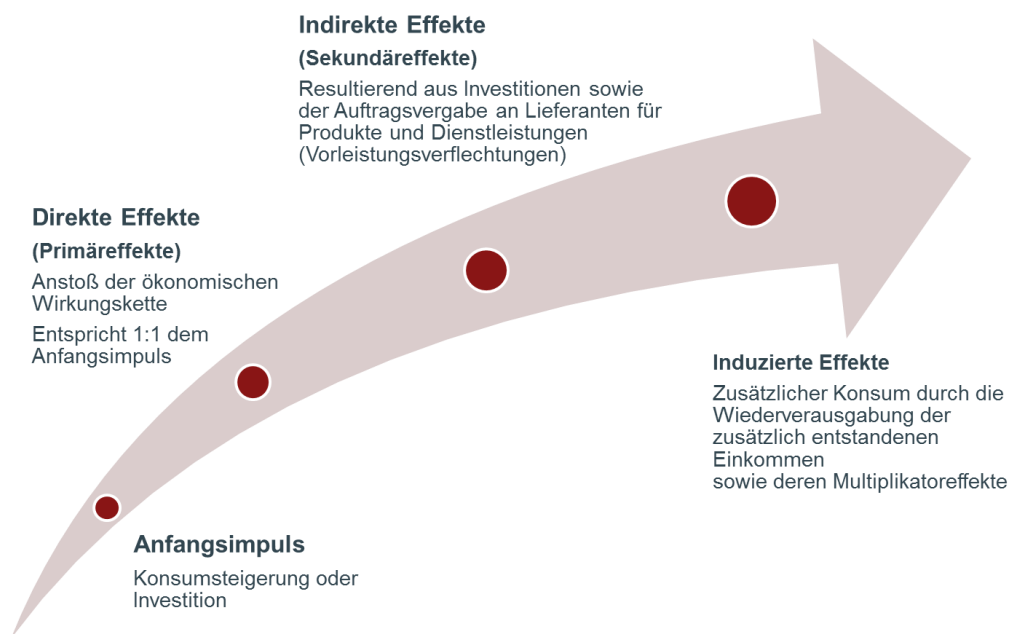 Indirekte Effekte
(Sekundäreffekte)
Resultierend aus Investitionen sowie
der Auftragsvergabe an Lieferanten für
Produkte und Dienstleistungen
(Vorleistungsverflechtungen)
Direkte Effekte
(Primäreffekte)
Anstoß der ökonomischen
Wirkungskette
Entspricht 1:1 dem
Anfangsimpuls
Induzierte Effekte
Zusätzlicher Konsum durch die
Wiederverausgabung der
zusätzlich entstandenen
Einkommen
sowie deren Multiplikatoreffekte
Anfangsimpuls
Konsumsteigerung oder
Investition